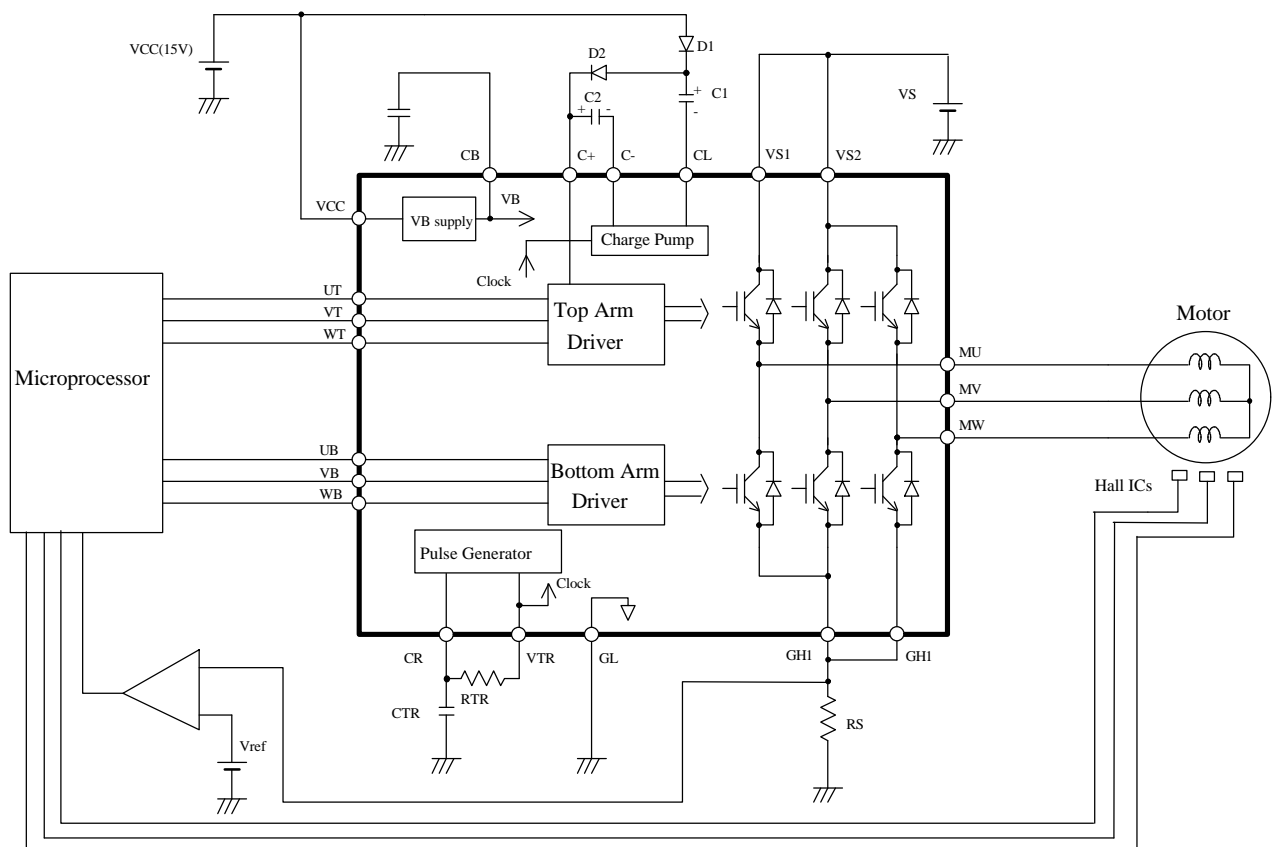 VCC(15V)
D1
D2
C2
+ -
+
C1
-
VS
CB
C+
C-
CL
VS1
VS2
VCC
VB supply
VB
Charge Pump
Clock
UT
VT
WT
Top Arm
Driver
Motor
Microprocessor
MU
MV
MW
UB
VB
WB
Bottom Arm
Driver
Hall ICs
Pulse Generator
Clock
CR
VTR
GL
GH1
GH1
RTR
CTR
RS
Vref